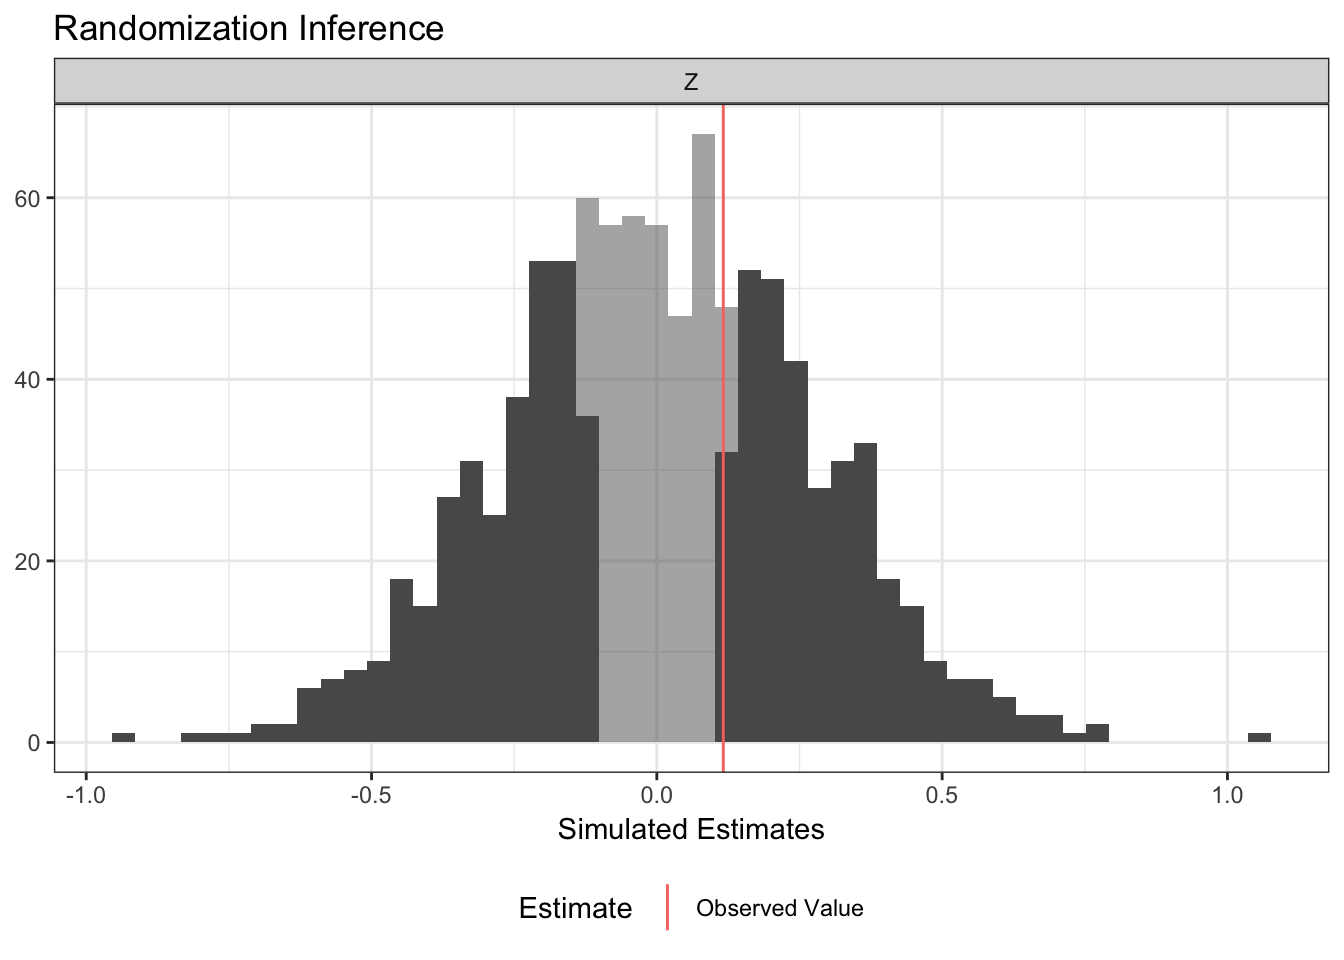 Randomization Inference
Z
60
40
20
0
-1.0 -0.5 0.0 0.5 1.0
Simulated Estimates
Estimate Observed Value